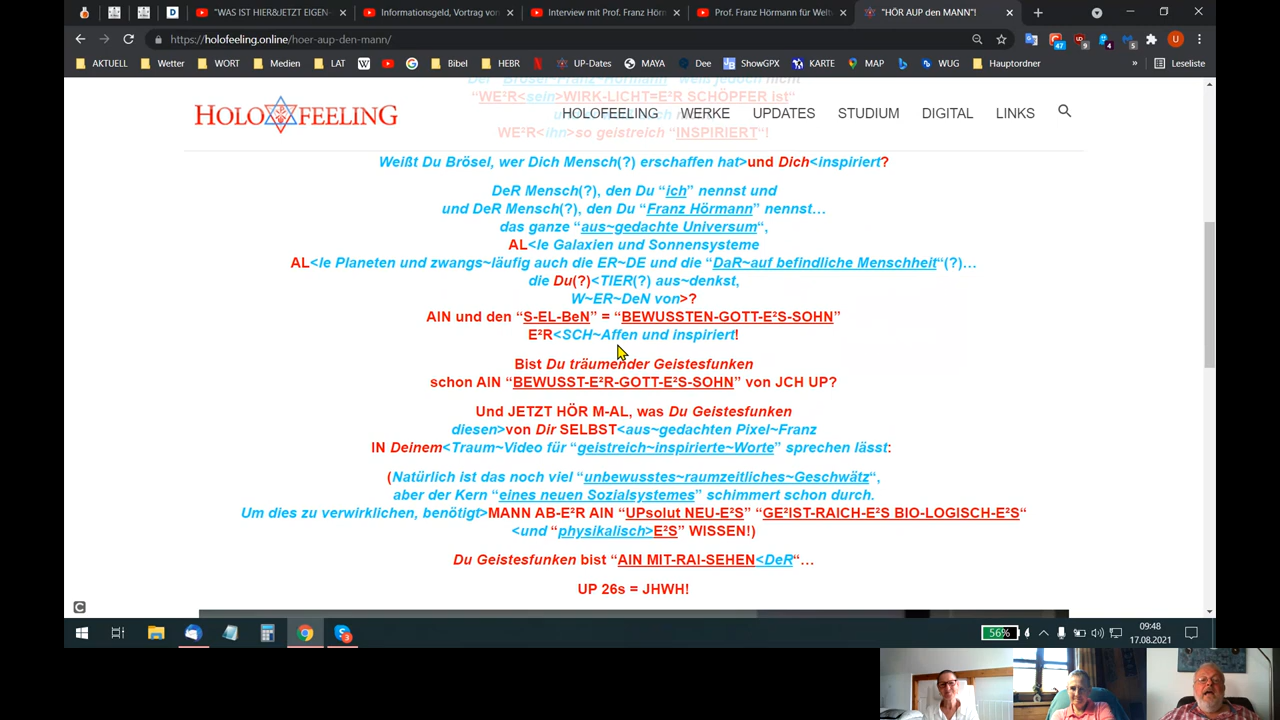 "WAS IST HIER&JETZT EIGEN
Informationsgeld, Vortrag von
Interview mit Prof. Franz Hörm
Prof. Franz Hörmann für Welt
"HÖR AUP den MANN"!
https://holofeeling.online/hoer-aup-den-mann/
AKTUELL Wetter WORT Medien LAT HEBR Bibel UP-Dates MAYA Dee ShowGPX KARTE MAP WUG Hauptordner » Leseliste
HOLOFEELING
HOLOFEELING WERKE UPDATES STUDIUM DIGITAL LINKS
Der "Brösel~Franz~Hörmann" weiß jedoch nicht
"WE²R<sein>WIRK-LICHT=E²R SCHÖPFER ist"
WE²R<ihn>so geistreich "INSPIRIERT"!
Weißt Du Brösel, wer Dich Mensch(?) erschaffen hat>und Dich<inspiriert?
DeR Mensch(?), den Du “ich” nennst und
und DeR Mensch(?), den Du “Franz Hörmann” nennst…
das ganze “aus~gedachte Universum“,
AL<le Galaxien und Sonnensysteme
AL<le Planeten und zwangs~läufig auch die ER~DE und die “DaR~auf befindliche Menschheit“(?)…
die Du(?)<TIER(?) aus~denkst,
W~ER~DeN von>?
AIN und den “S-EL-BeN” = “BEWUSSTEN-GOTT-E²S-SOHN”
E²R<SCH~Affen und inspiriert!
Bist Du träumender Geistesfunken
schon AIN “BEWUSST-E²R-GOTT-E²S-SOHN” von JCH UP?
Und JETZT HÖR M-AL, was Du Geistesfunken
diesen>von Dir SELBST<aus~gedachten Pixel~Franz
IN Deinem<Traum~Video für “geistreich~inspirierte~Worte” sprechen lässt:
(Natürlich ist das noch viel “unbewusstes~raumzeitliches~Geschwätz“,
aber der Kern “eines neuen Sozialsystemes” schimmert schon durch.
Um dies zu verwirklichen, benötigt>MANN AB-E²R AIN “UPsolut NEU-E²S” “GE²IST-RAICH-E²S BIO-LOGISCH-E²S“
<und “physikalisch>E²S” WISSEN!)
Du Geistesfunken bist “AIN MIT-RAI-SEHEN<DeR“…
UP 26s = JHWH!
56%
09:48
17.08.2021